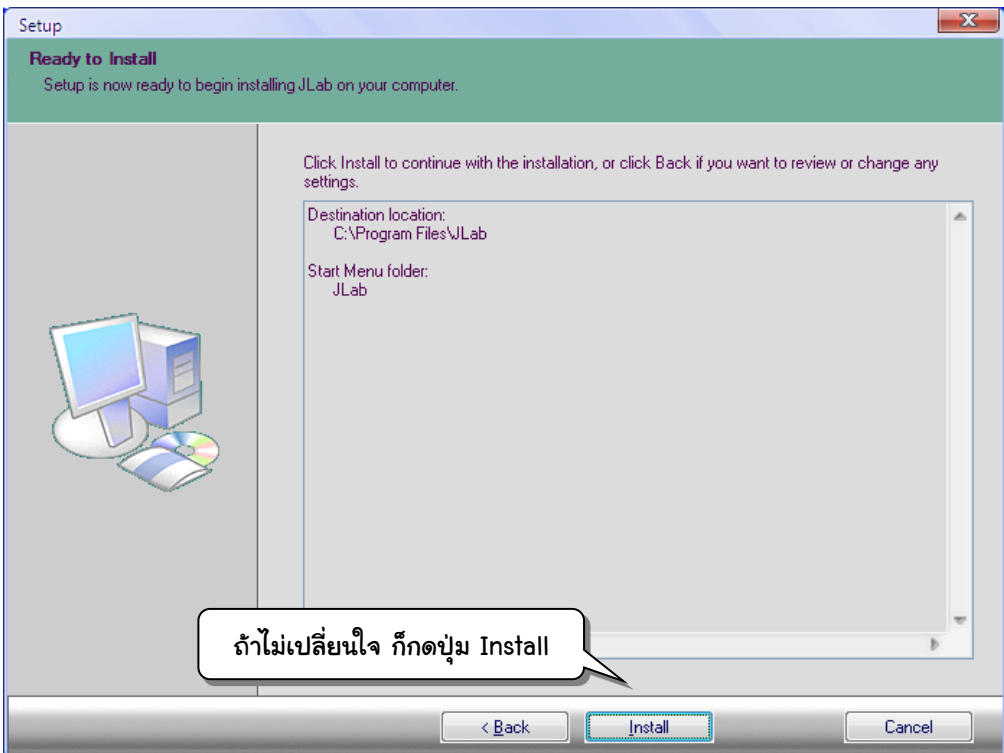 Setup
Ready to Install
Setup is now ready to begin installing JLab on your computer.
Click Install to continue with the installation, or click Back if you want to review or change any
settings.
Destination location:
C:\Program Files\JLab
Start Menu folder:
JLab
ถ้าไม่เปลี่ยนใจ ก็กดปุ่ม Install
< Back
Install
Cancel